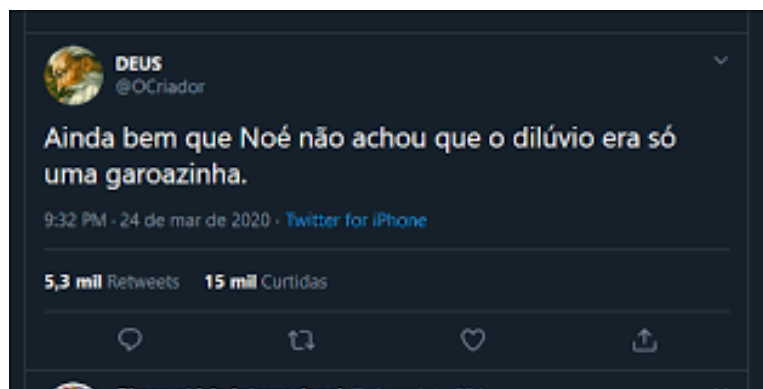 DEUS
@OCriador
Ainda bem que Noé não achou que o dilúvio era só
uma garoazinha.
9:32 PM · 24 de mar de 2020 · Twitter for iPhone
5,3 mil Retweets 15 mil Curtidas